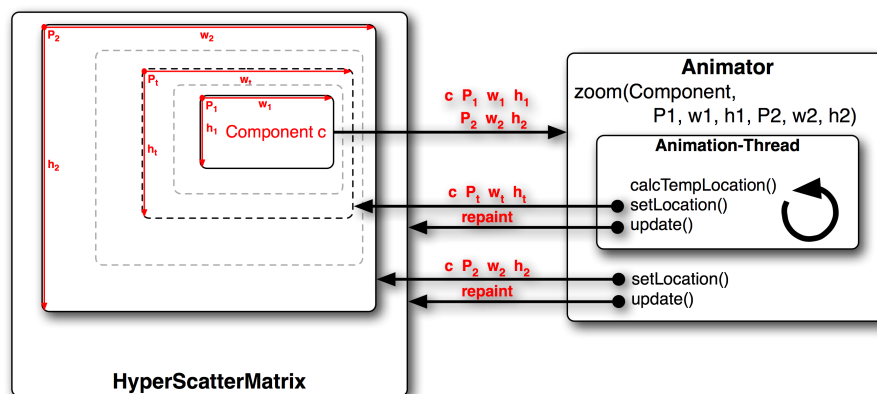 P2 w2
Pt wt
P1 w1
h1 Component c
ht
h2
HyperScatterMatrix
c P1 w1 h1
P2 w2 h2
c Pt wt ht
repaint
c P2 w2 h2
repaint
Animator
zoom(Component,
P1, w1, h1, P2, w2, h2)
Animation-Thread
calcTempLocation()
setLocation()
update()
setLocation()
update()